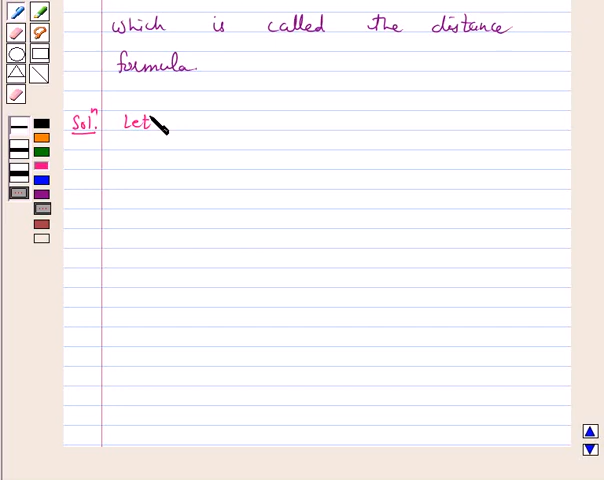 which is called the distance
formula.
Solⁿ. Let